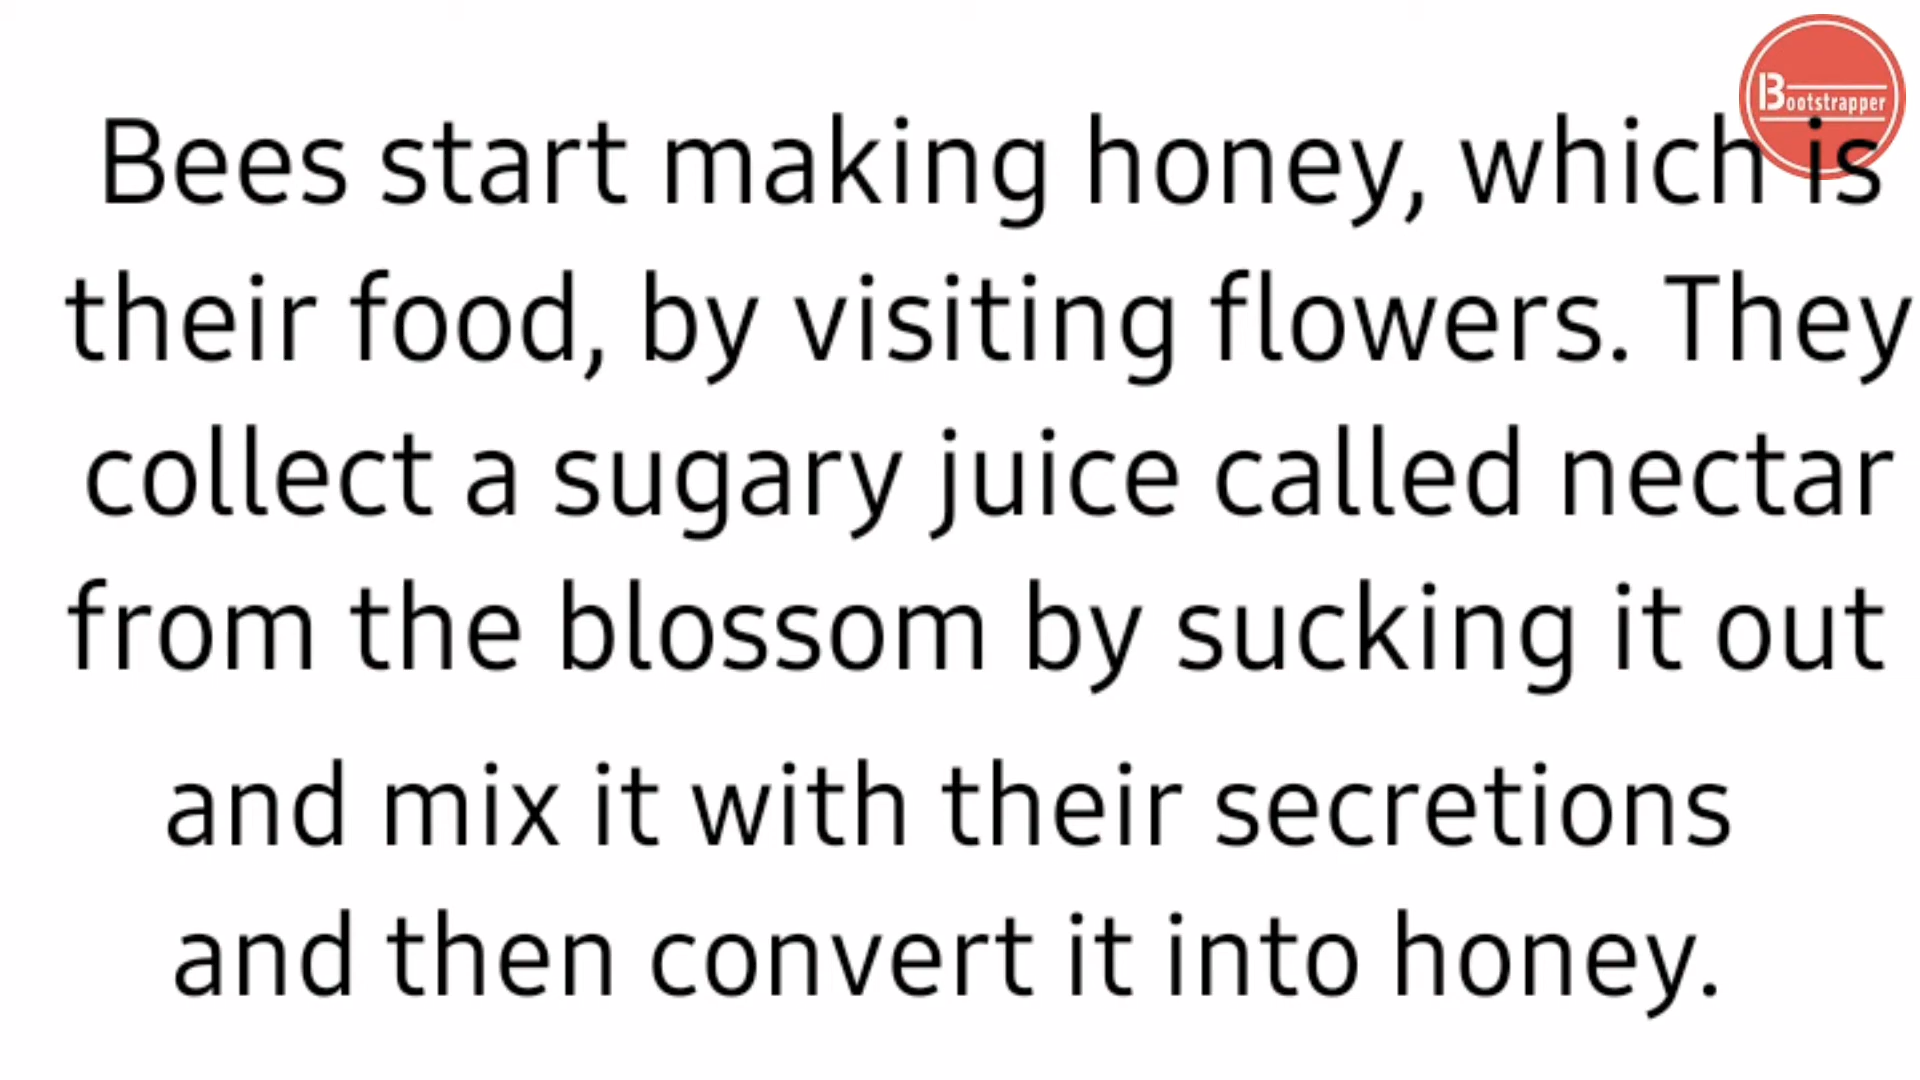 Bootstrapper
Bees start making honey, which is
their food, by visiting flowers. They
collect a sugary juice called nectar
from the blossom by sucking it out
and mix it with their secretions
and then convert it into honey.